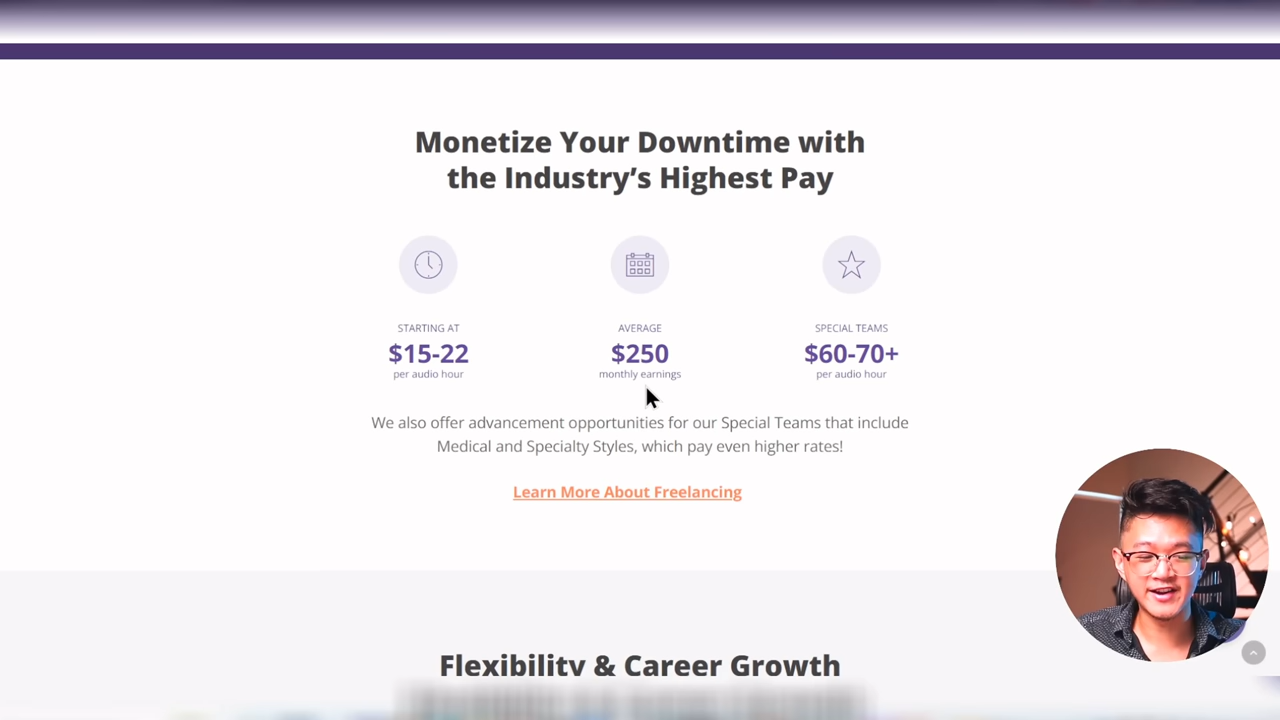 Monetize Your Downtime with
the Industry's Highest Pay
STARTING AT
$15-22
per audio hour
AVERAGE
$250
monthly earnings
SPECIAL TEAMS
$60-70+
per audio hour
We also offer advancement opportunities for our Special Teams that include
Medical and Specialty Styles, which pay even higher rates!
Learn More About Freelancing
Flexibility & Career Growth